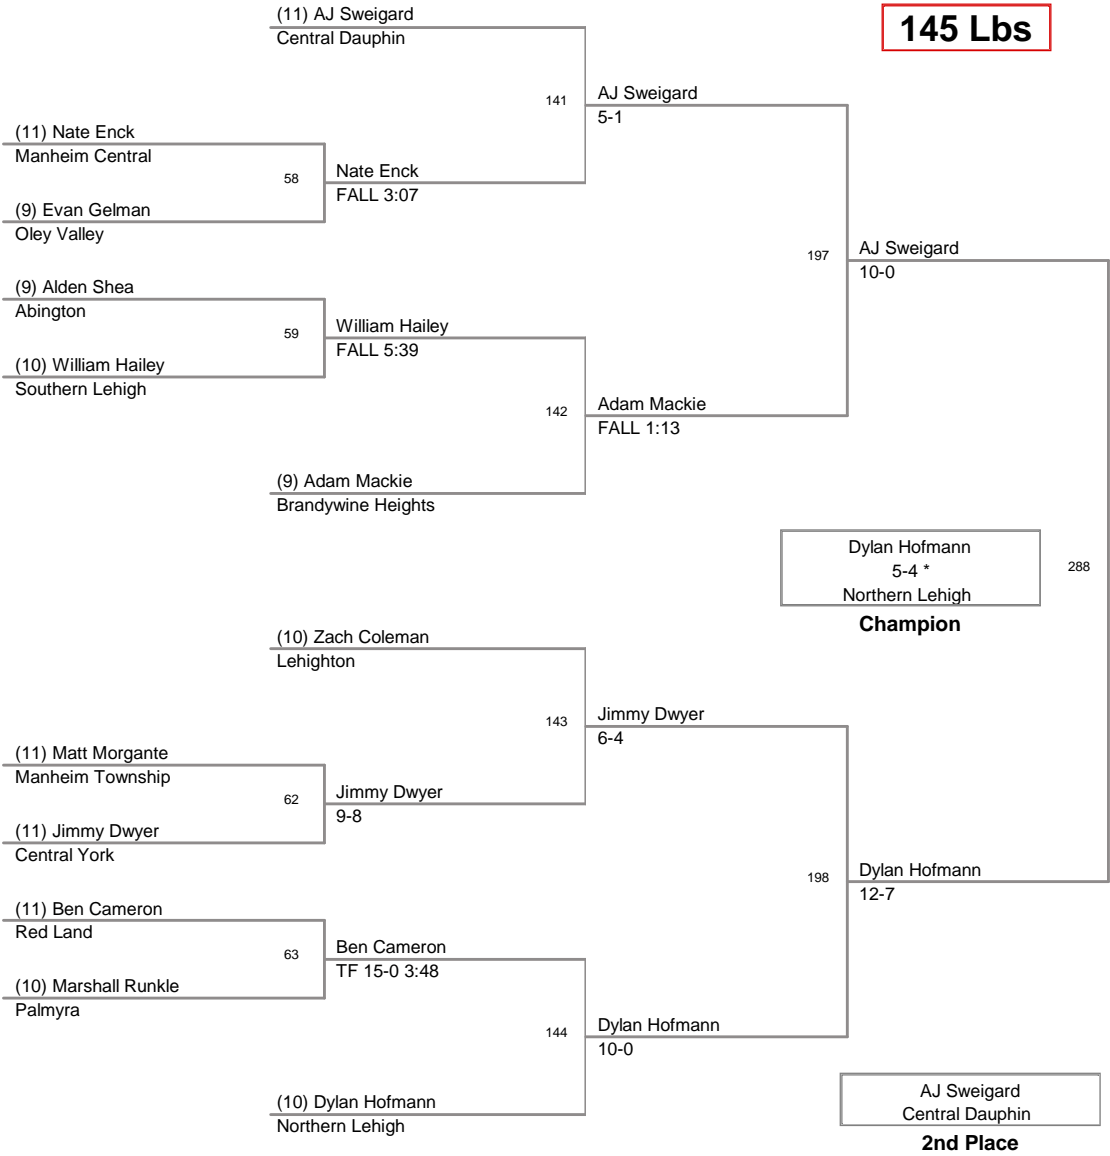 (11) AJ Sweigard
Central Dauphin
145 Lbs
141
AJ Sweigard
5-1
(11) Nate Enck
Manheim Central
58
Nate Enck
FALL 3:07
(9) Evan Gelman
Oley Valley
197
AJ Sweigard
10-0
(9) Alden Shea
Abington
59
William Hailey
FALL 5:39
(10) William Hailey
Southern Lehigh
142
Adam Mackie
FALL 1:13
(9) Adam Mackie
Brandywine Heights
Dylan Hofmann
5-4 *
Northern Lehigh
288
Champion
(10) Zach Coleman
Lehighton
143
Jimmy Dwyer
6-4
(11) Matt Morgante
Manheim Township
62
Jimmy Dwyer
9-8
(11) Jimmy Dwyer
Central York
198
Dylan Hofmann
12-7
(11) Ben Cameron
Red Land
63
Ben Cameron
TF 15-0 3:48
(10) Marshall Runkle
Palmyra
144
Dylan Hofmann
10-0
(10) Dylan Hofmann
Northern Lehigh
AJ Sweigard
Central Dauphin
2nd Place